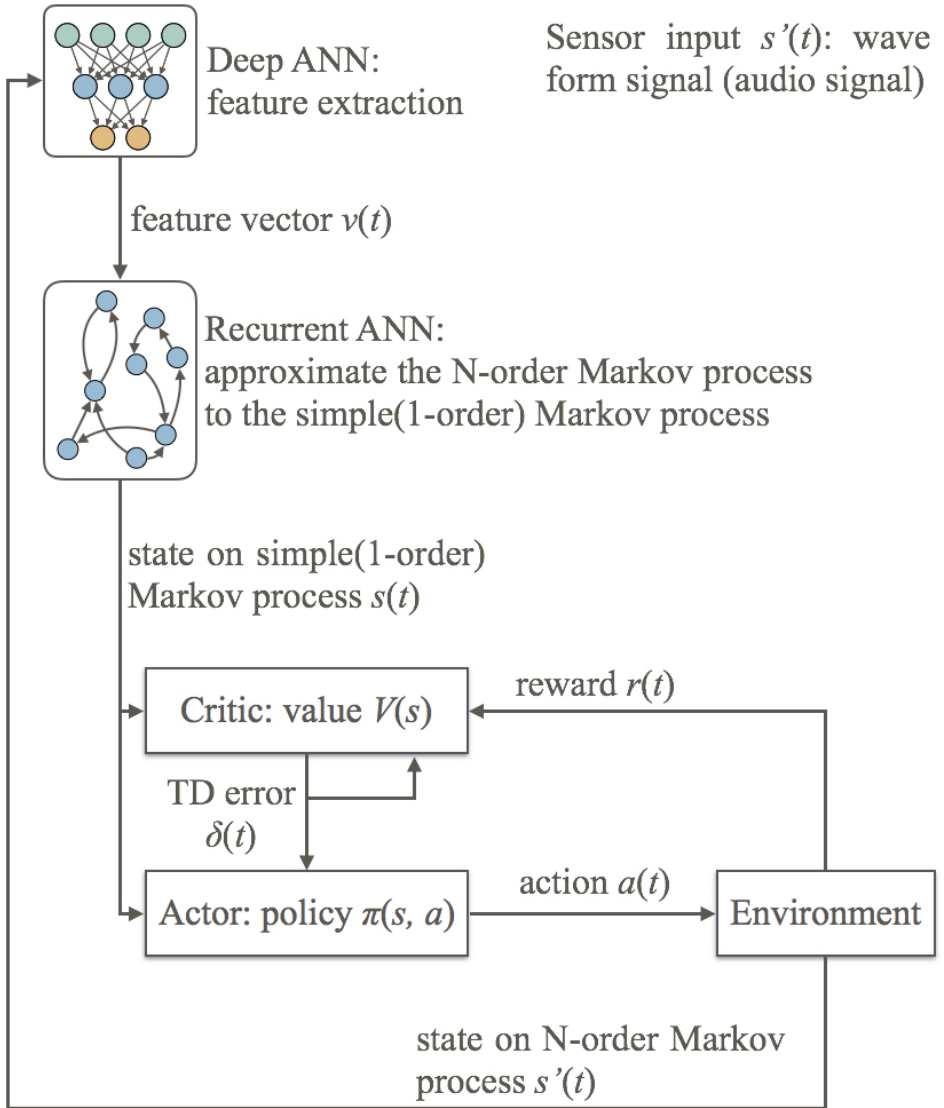 Deep ANN:
feature extraction
Sensor input s’(t): wave
form signal (audio signal)
feature vector v(t)
Recurrent ANN:
approximate the N-order Markov process
to the simple(1-order) Markov process
state on simple(1-order)
Markov process s(t)
Critic: value V(s)
reward r(t)
TD error
δ(t)
Actor: policy π(s, a)
action a(t)
Environment
state on N-order Markov
process s’(t)